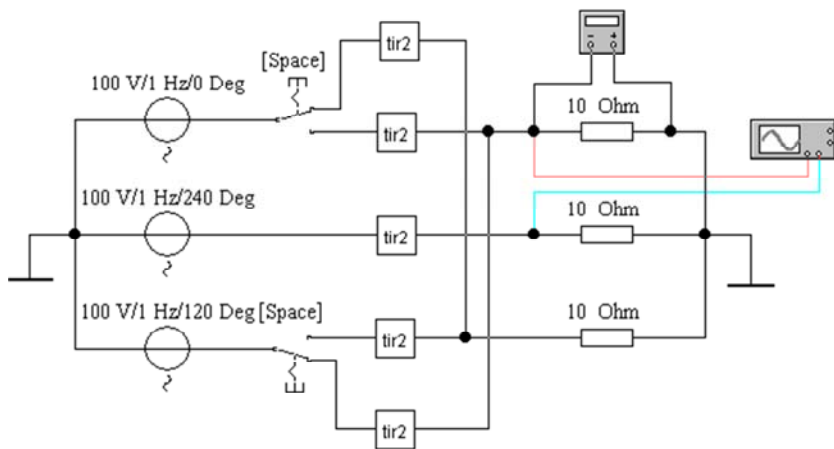 tir2
[Space]
100 V/1 Hz/0 Deg
tir2
10 Ohm
100 V/1 Hz/240 Deg
tir2
10 Ohm
100 V/1 Hz/120 Deg [Space]
tir2
10 Ohm
tir2